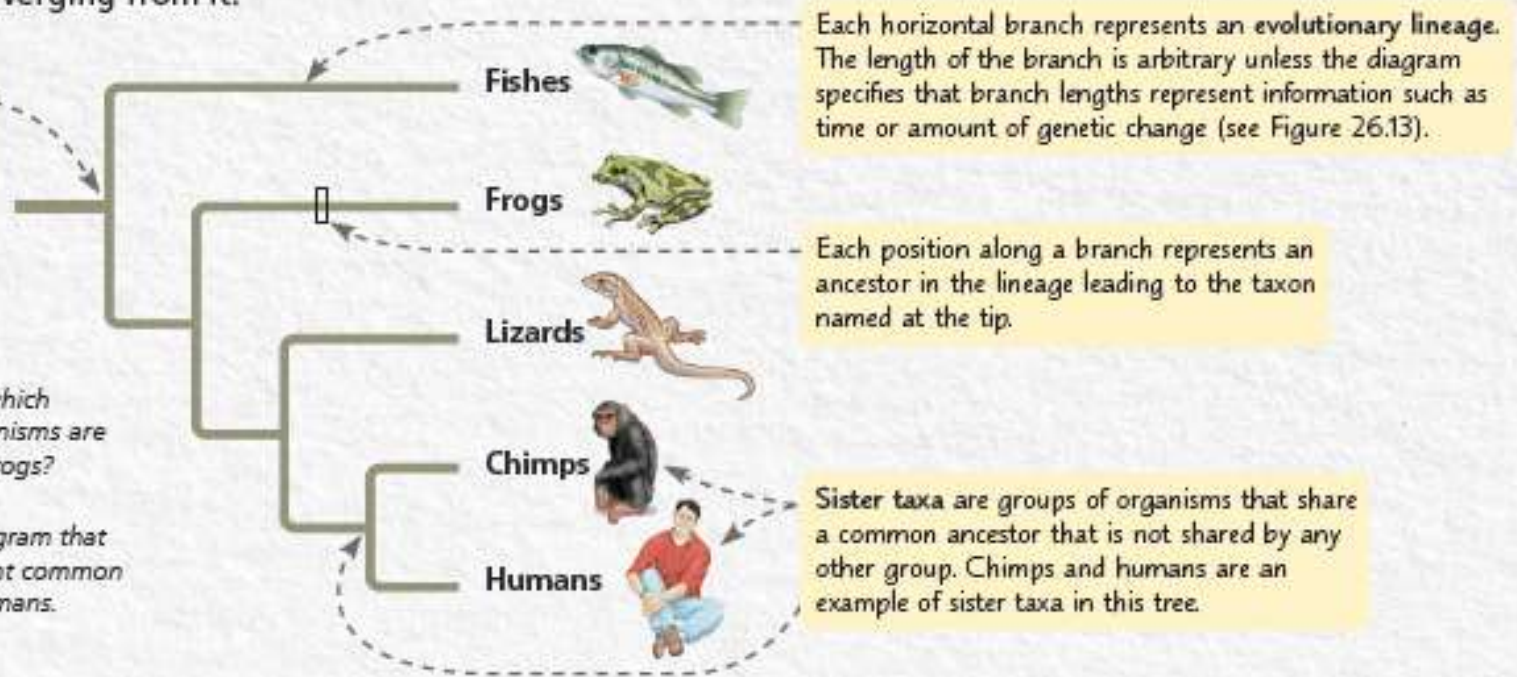 Each horizontal branch represents an evolutionary lineage.
The length of the branch is arbitrary unless the diagram
specifies that branch lengths represent information such as
time or amount of genetic change (see Figure 26.13).
Fishes
Frogs
Each position along a branch represents an
ancestor in the lineage leading to the taxon
named at the tip.
Lizards
organisms are
Chimps
Sister taxa are groups of organisms that share
a common ancestor that is not shared by any
other group. Chimps and humans are an
example of sister taxa in this tree.
common
Humans